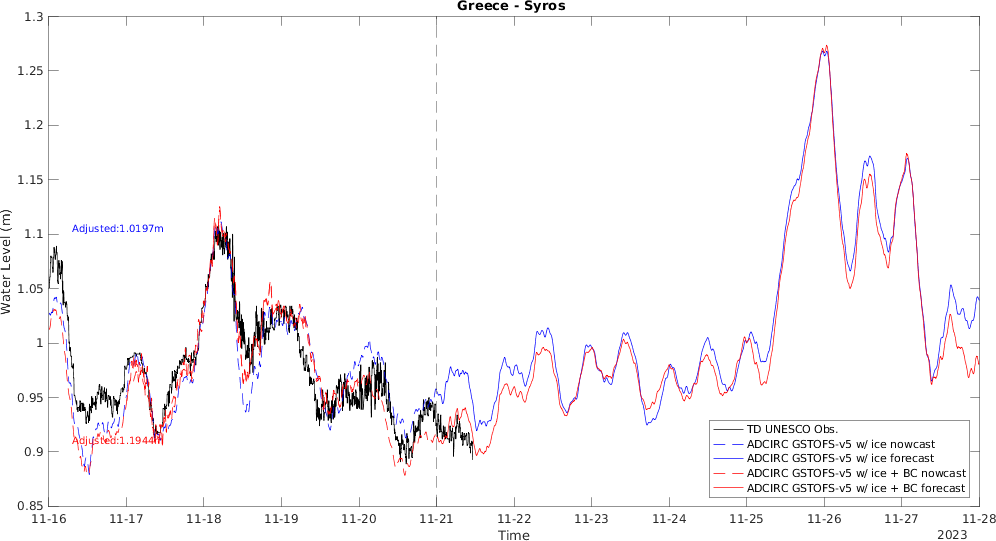 Greece - Syros
1.3
1.25
1.2
1.15
1.1
1.05
1
0.95
0.9
0.85
Water Level (m)
Adjusted:1.0197m
Adjusted:1.1944m
TD UNESCO Obs.
ADCIRC GSTOFS-v5 w/ ice nowcast
ADCIRC GSTOFS-v5 w/ ice forecast
ADCIRC GSTOFS-v5 w/ ice + BC nowcast
ADCIRC GSTOFS-v5 w/ ice + BC forecast
11-16 11-17 11-18 11-19 11-20 11-21 11-22 11-23 11-24 11-25 11-26 11-27 11-28
Time
2023